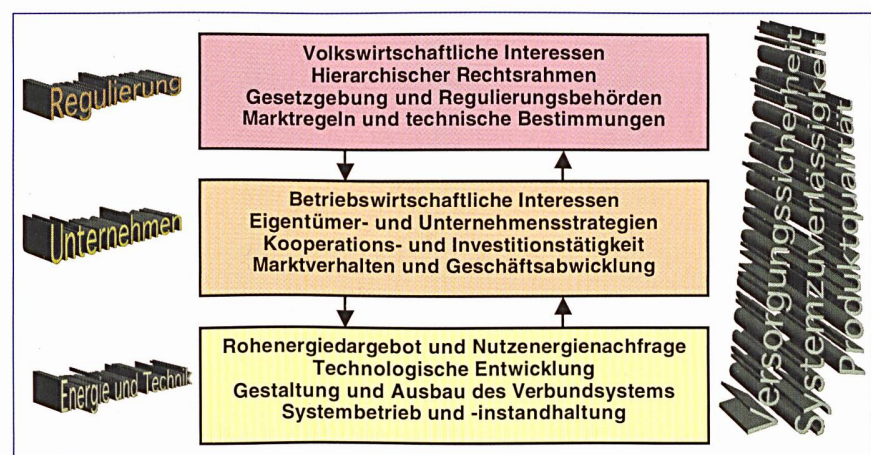 Regulierung
Volkswirtschaftliche Interessen
Hierarchischer Rechtsrahmen
Gesetzgebung und Regulierungsbehörden
Marktregeln und technische Bestimmungen
Unternehmen
Betriebswirtschaftliche Interessen
Eigentümer- und Unternehmensstrategien
Kooperations- und Investitionstätigkeit
Marktverhalten und Geschäftsabwicklung
Energie und Technik
Rohenergiedargebot und Nutzenergienachfrage
Technologische Entwicklung
Gestaltung und Ausbau des Verbundsystems
Systembetrieb und -instandhaltung
Versorgungssicherheit
Systemzuverlässigkeit
Produktqualität